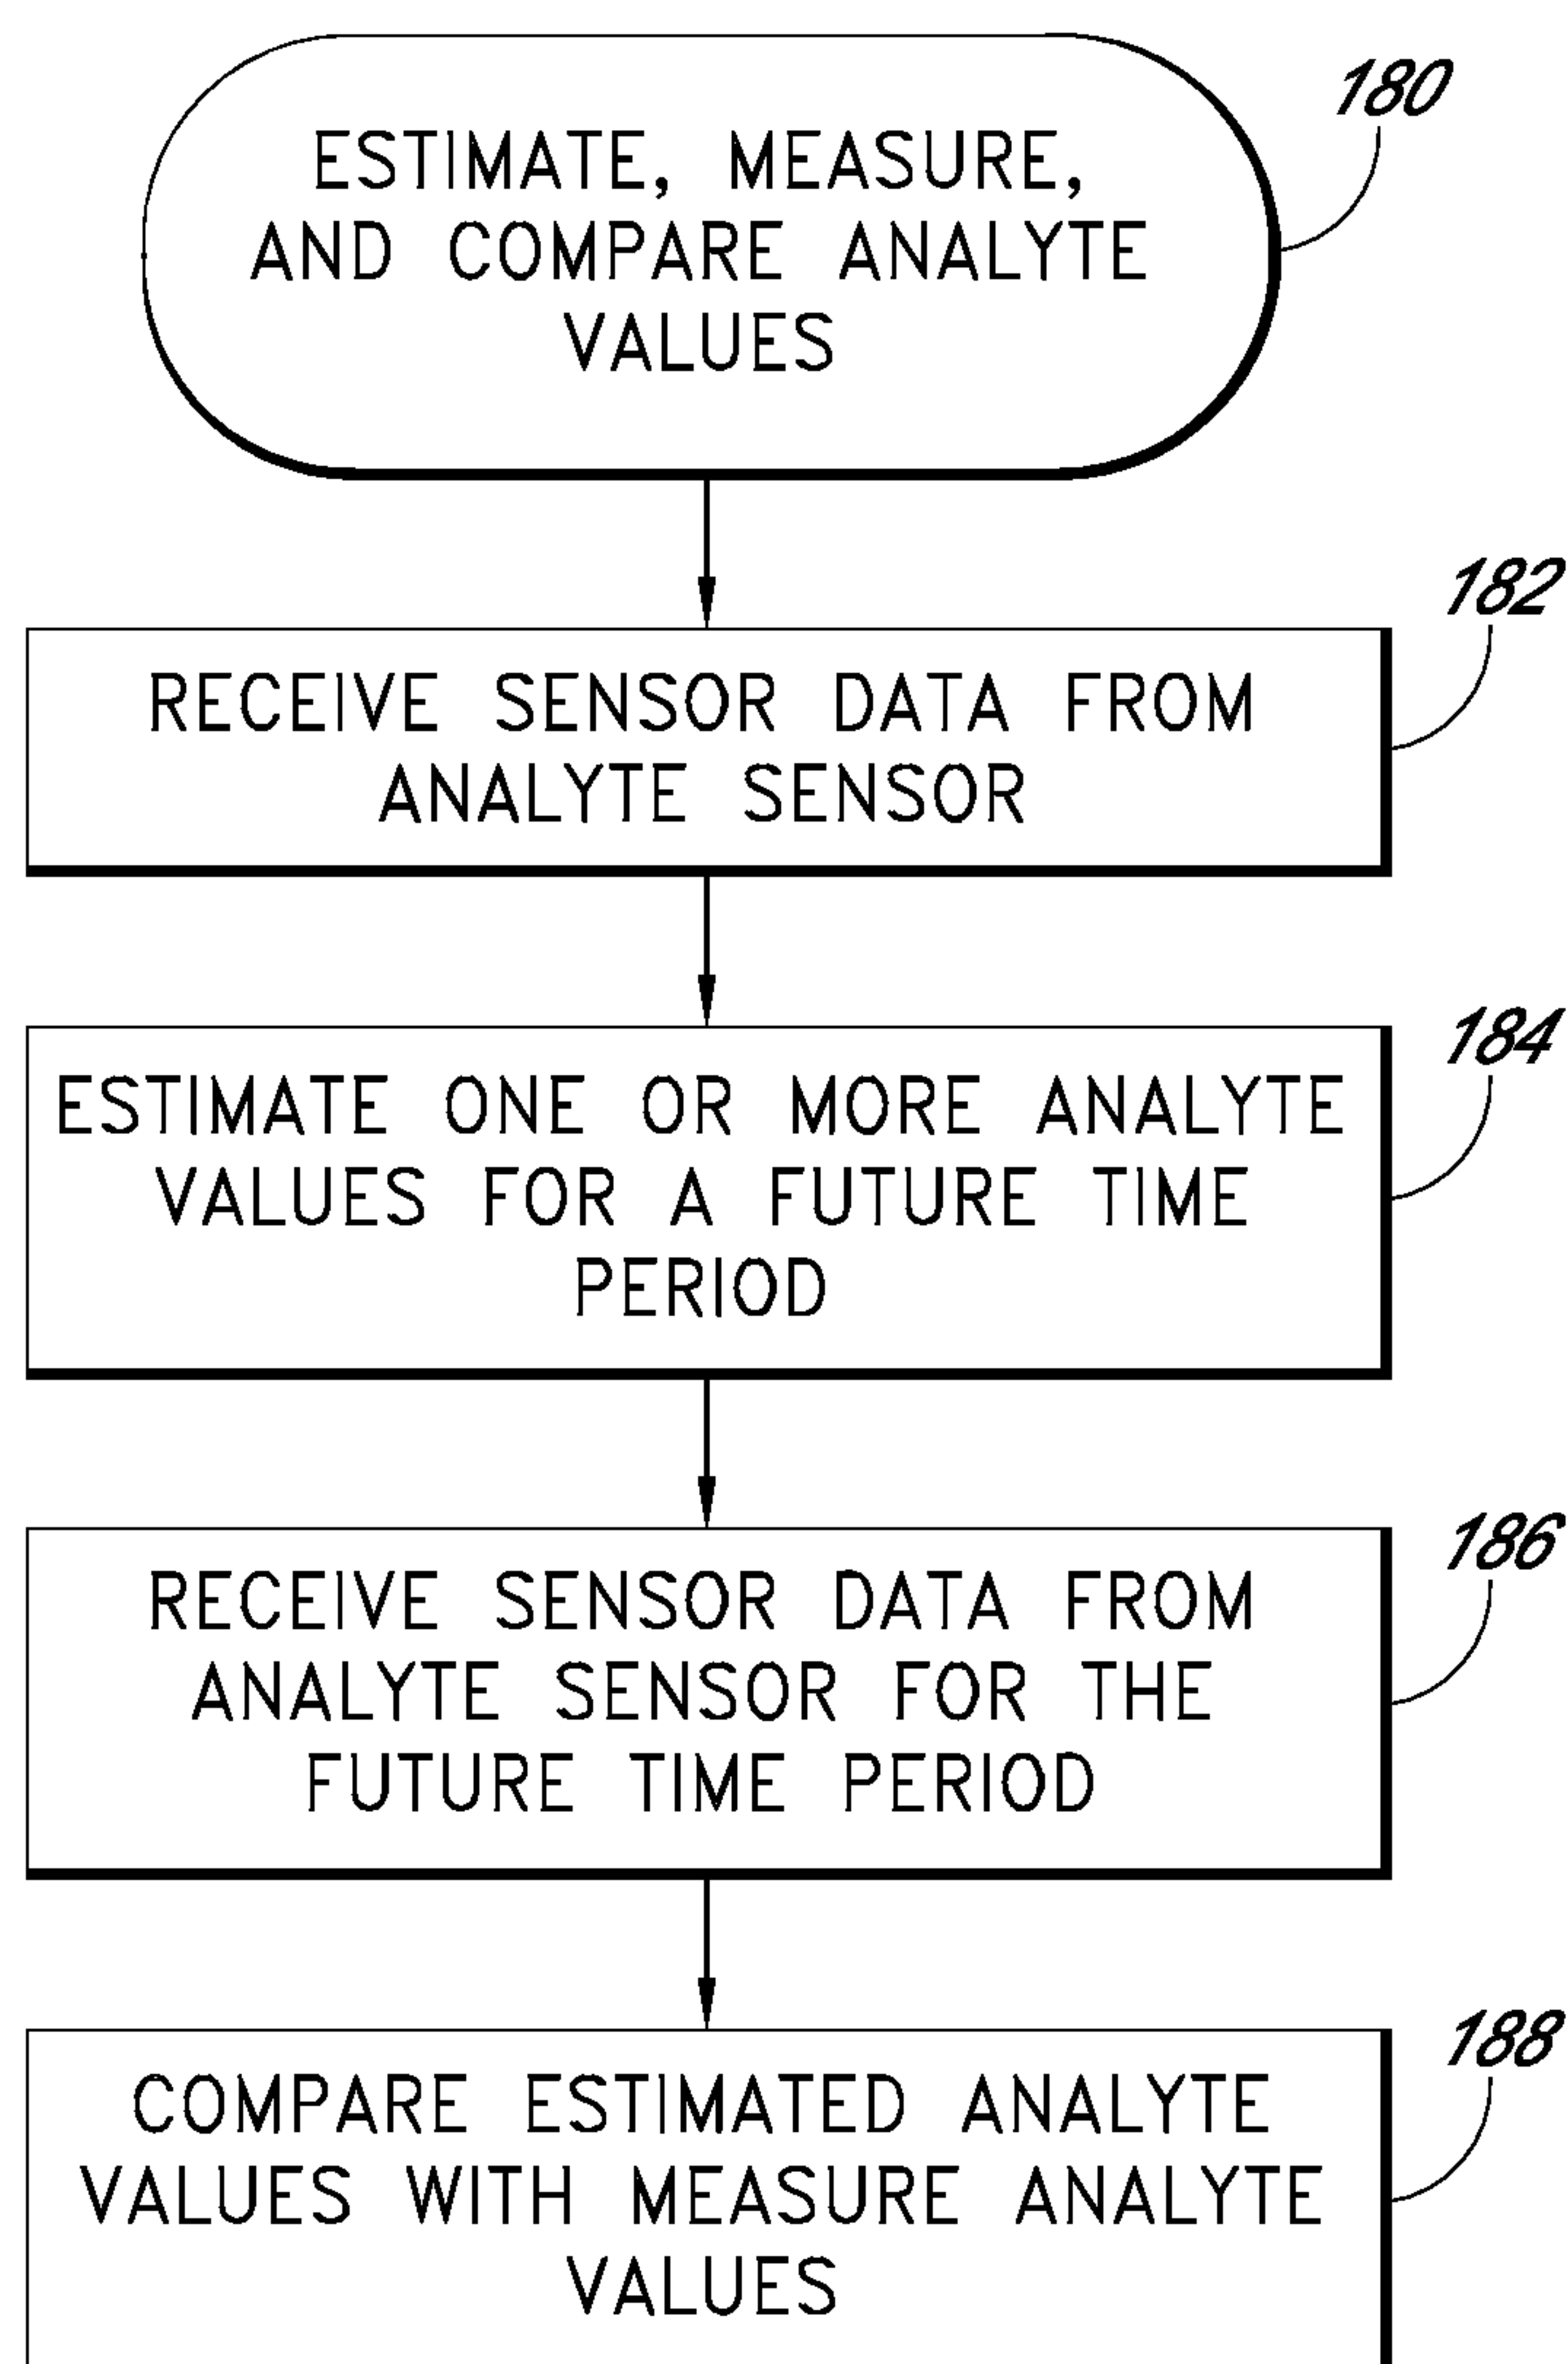 180
ESTIMATE, MEASURE,
AND COMPARE ANALYTE
VALUES
182
RECEIVE SENSOR DATA FROM
ANALYTE SENSOR
184
ESTIMATE ONE OR MORE ANALYTE
VALUES FOR A FUTURE TIME
PERIOD
186
RECEIVE SENSOR DATA FROM
ANALYTE SENSOR FOR THE
FUTURE TIME PERIOD
188
COMPARE ESTIMATED ANALYTE
VALUES WITH MEASURE ANALYTE
VALUES